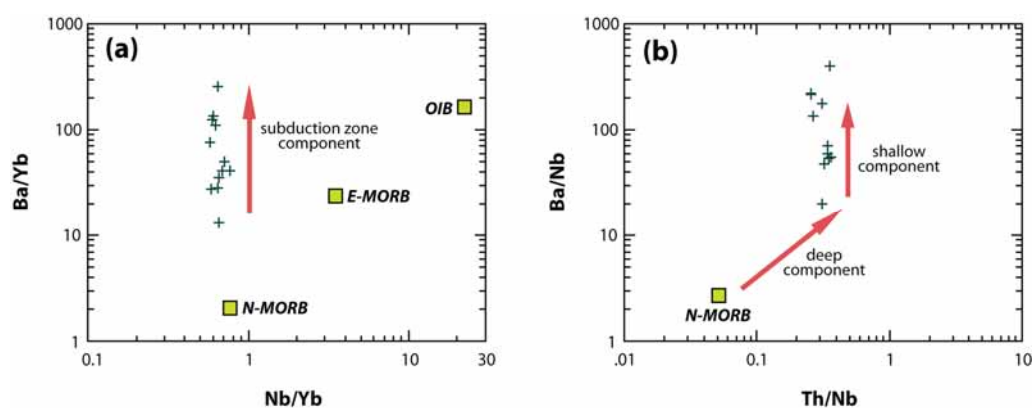 (a)
1000
100
10
1
Ba/Yb
0.1
1
10
30
Nb/Yb
subduction zone
component
OIB
E-MORB
N-MORB
(b)
1000
100
10
1
Ba/Nb
.01
0.1
1
10
Th/Nb
shallow
component
deep
component
N-MORB